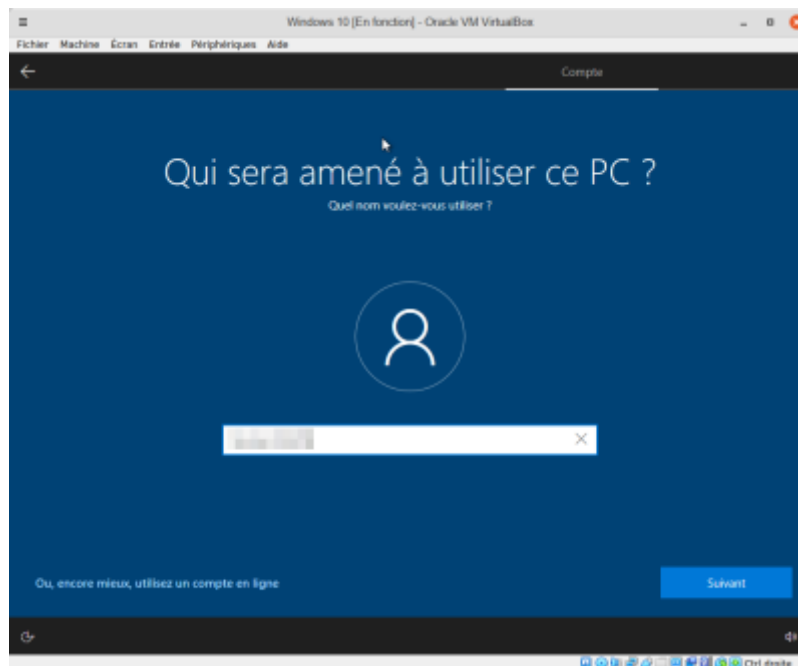 Windows 10 [En fonction] - Oracle VM VirtualBox
Fichier Machine Écran Entrée Périphériques Aide
Compte
Qui sera amené à utiliser ce PC ?
Quel nom voulez-vous utiliser ?
Ou, encore mieux, utilisez un compte en ligne
Suivant
Ctrl droite